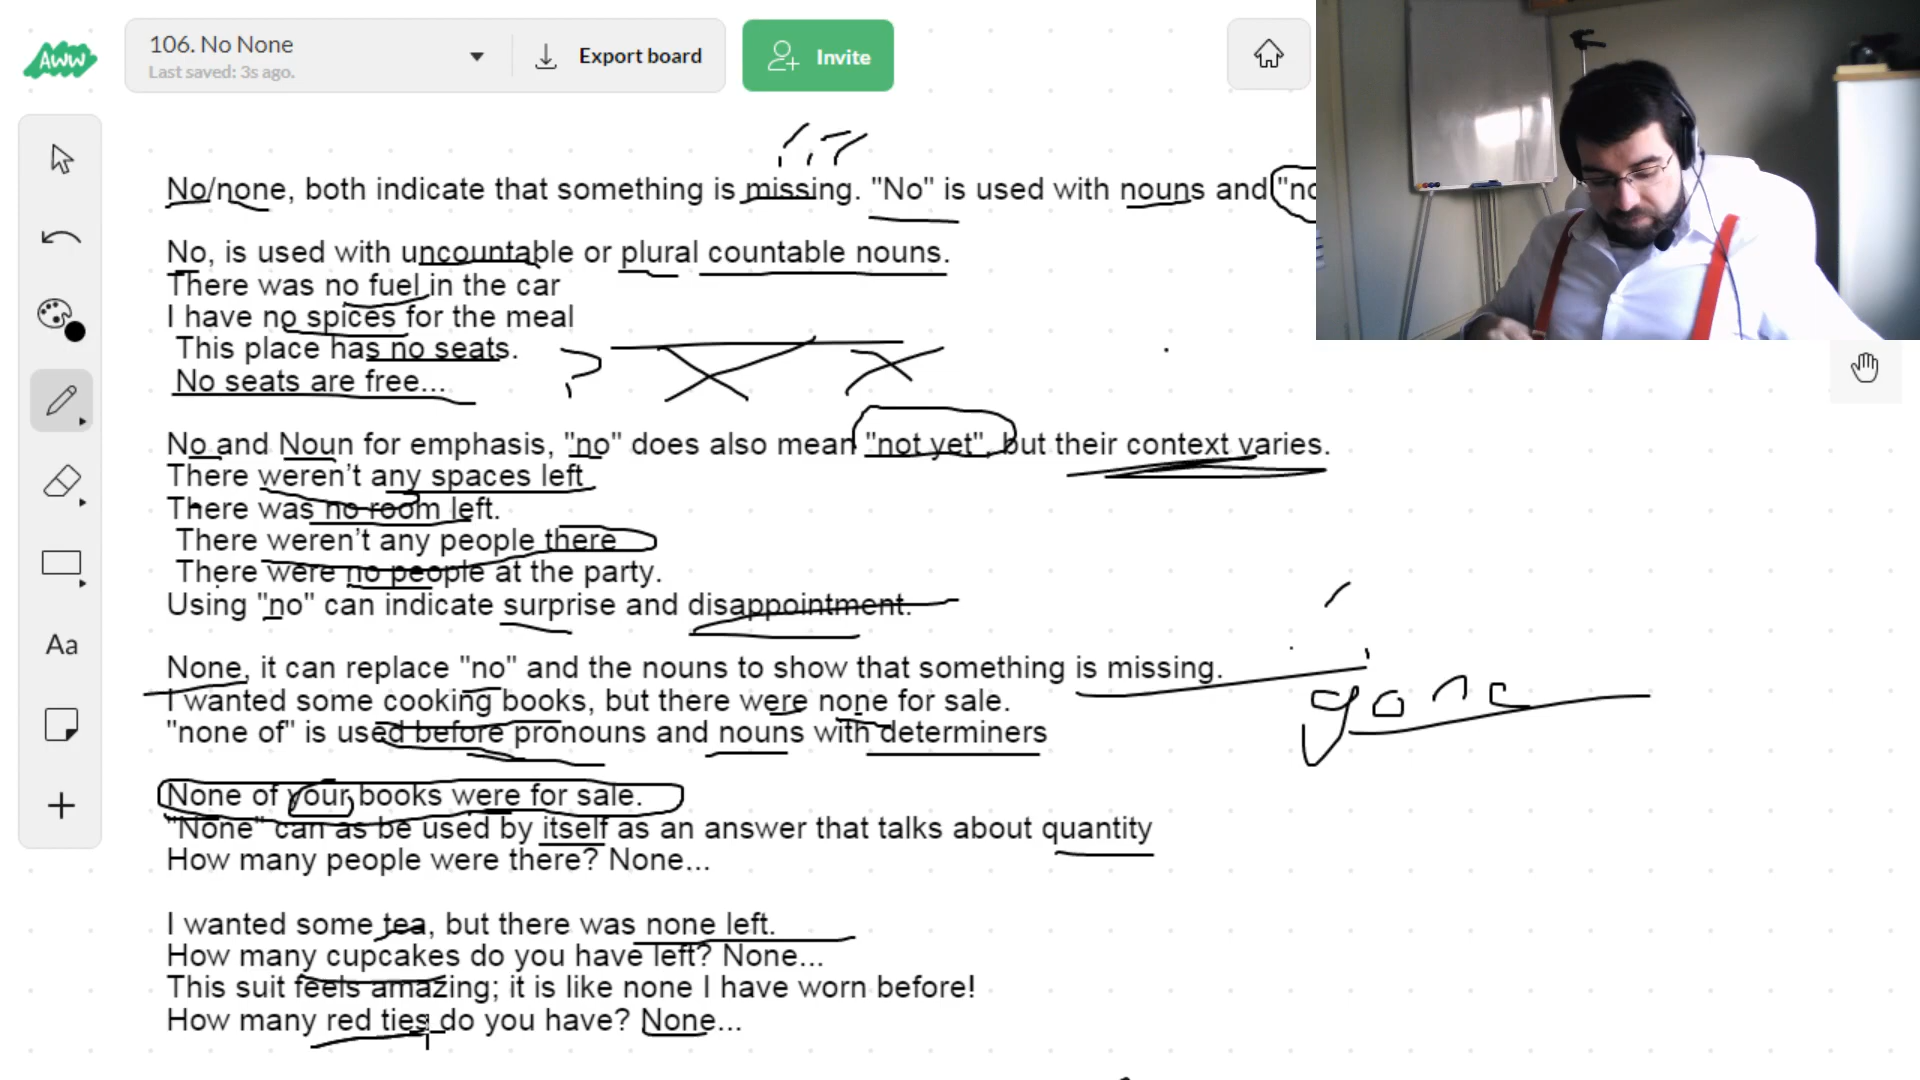 AWW
106. No None
Last saved: 3s ago.
Export board
Invite
No/none, both indicate that something is missing. "No" is used with nouns and "no
No, is used with uncountable or plural countable nouns.
There was no fuel in the car
I have no spices for the meal
This place has no seats.
No seats are free...
?
No and Noun for emphasis, "no" does also mean "not yet", but their context varies.
There weren't any spaces left
There was no room left.
There weren't any people there
There were no people at the party.
Using "no" can indicate surprise and disappointment.
None, it can replace "no" and the nouns to show that something is missing.
gone
I wanted some cooking books, but there were none for sale.
"none of" is used before pronouns and nouns with determiners
None of your books were for sale.
"None" can as be used by itself as an answer that talks about quantity
How many people were there? None...
I wanted some tea, but there was none left.
How many cupcakes do you have left? None...
This suit feels amazing; it is like none I have worn before!
How many red ties do you have? None...
Aa